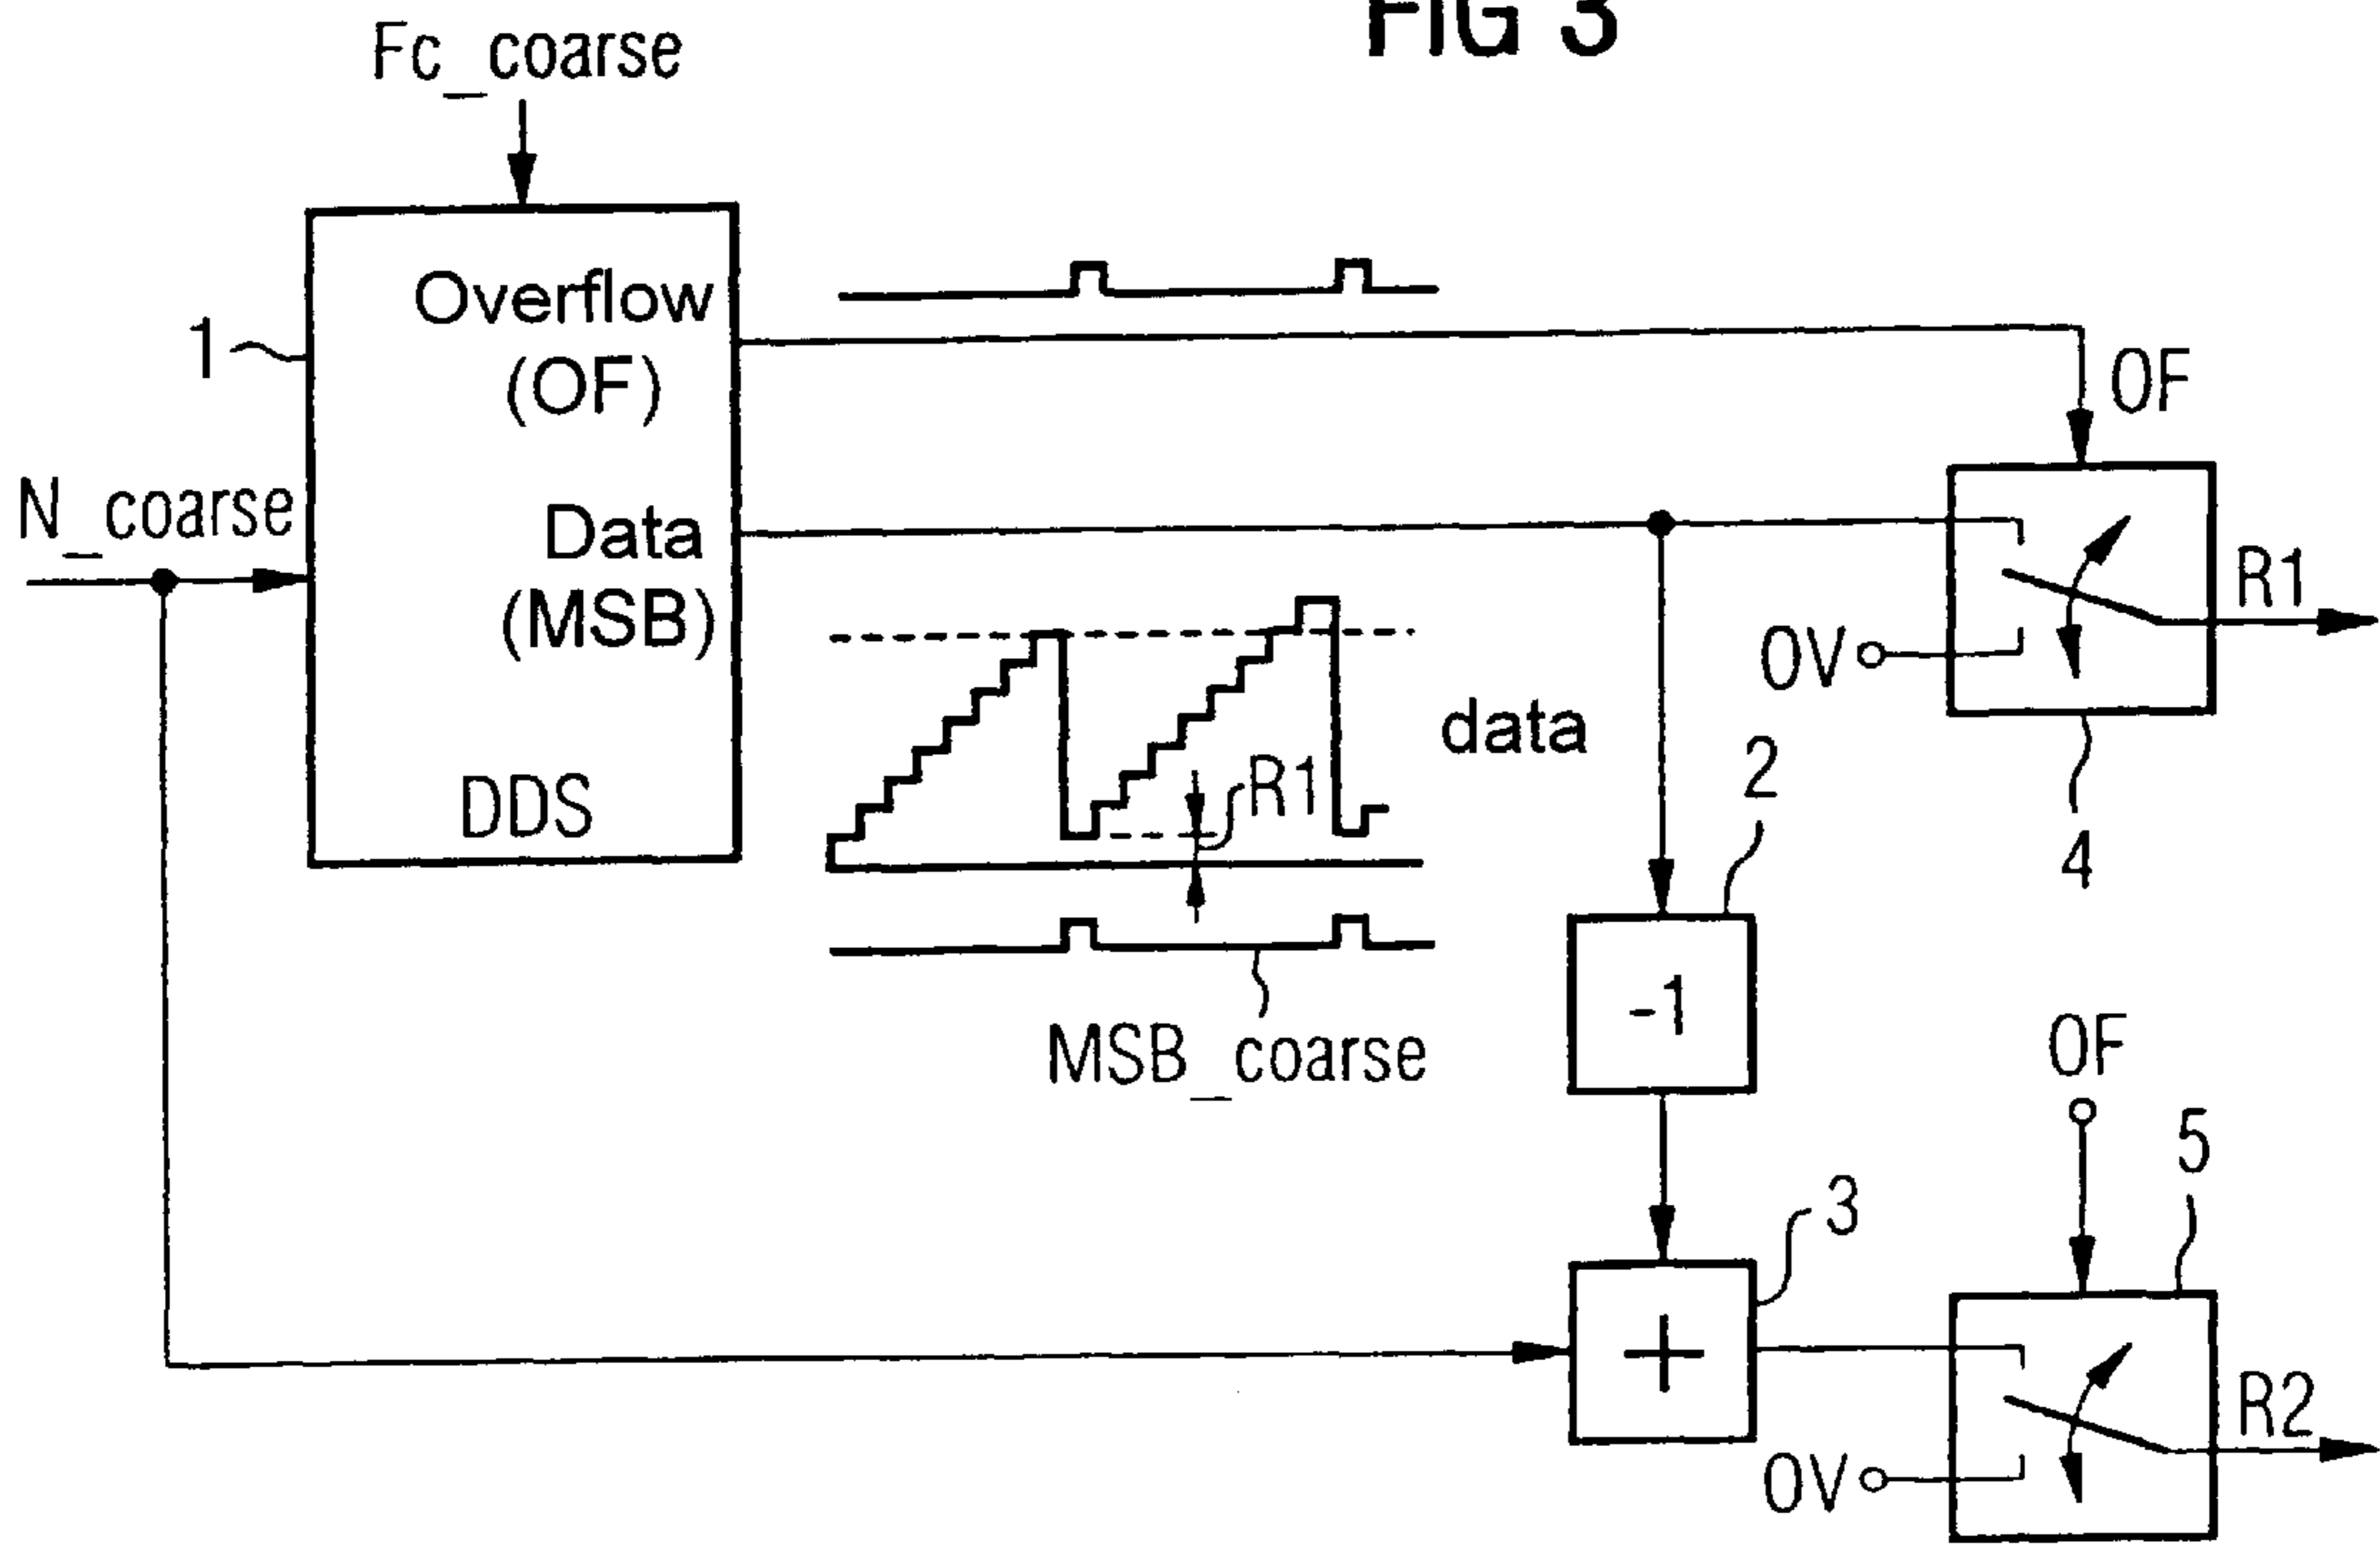 FIG 3
Fc_coarse
1
Overflow
(OF)
OF
N_coarse
Data
(MSB)
R1
0V
data
2
R1
DDS
4
-1
MSB_coarse
OF
5
3
+
R2
0V